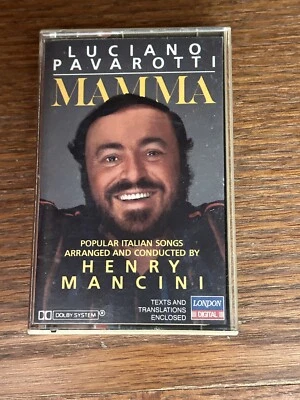 LUCIANO
PAVAROTTI
MAMMA
POPULAR ITALIAN SONGS
ARRANGED AND CONDUCTED BY
HENRY
MANCINI
TEXTS AND
TRANSLATIONS
ENCLOSED
DOLBY SYSTEM®
LONDON
DIGITAL